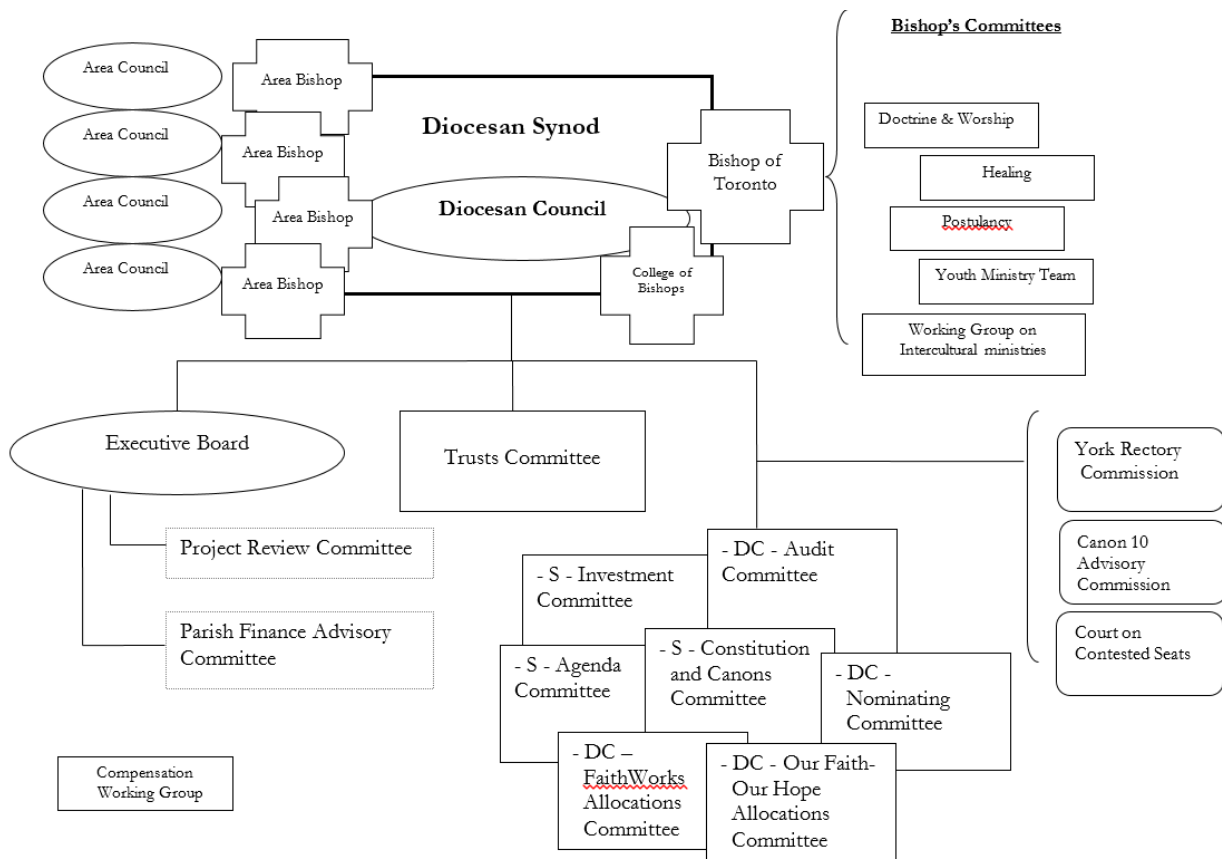 Bishop's Committees
Area Council
Area Bishop
Area Council
Area Bishop
Area Council
Area Bishop
Area Council
Area Bishop
Diocesan Synod
Diocesan Council
Bishop of
Toronto
College of
Bishops
Doctrine & Worship
Healing
Postulancy
Youth Ministry Team
Working Group on
Intercultural ministries
Executive Board
Trusts Committee
Project Review Committee
Parish Finance Advisory
Committee
- S - Investment
Committee
- DC - Audit
Committee
- S - Agenda
Committee
- S - Constitution
and Canons
Committee
- DC -
Nominating
Committee
- DC –
FaithWorks
Allocations
Committee
- DC - Our Faith-
Our Hope
Allocations
Committee
York Rectory
Commission
Canon 10
Advisory
Commission
Court on
Contested Seats
Compensation
Working Group